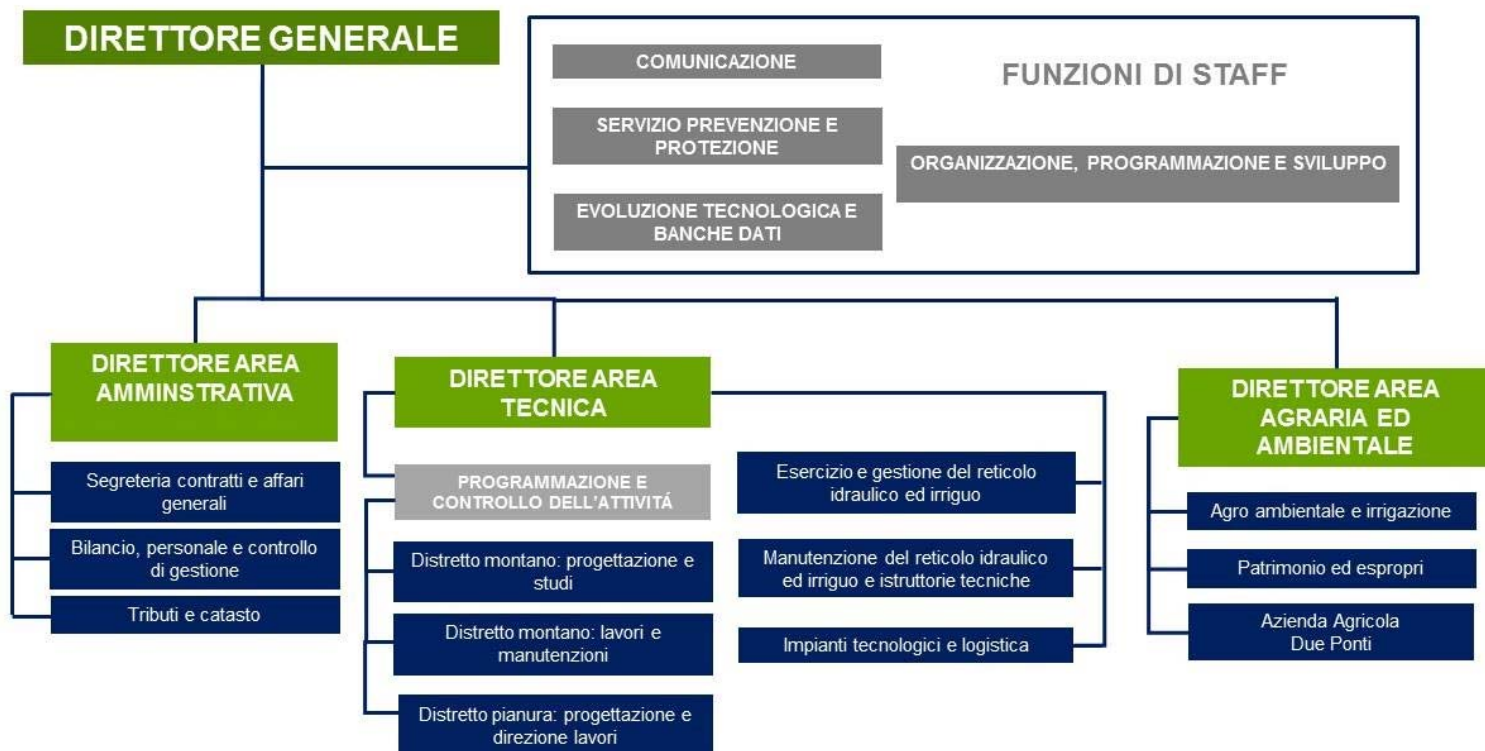 DIRETTORE GENERALE
COMUNICAZIONE
FUNZIONI DI STAFF
SERVIZIO PREVENZIONE E
PROTEZIONE
ORGANIZZAZIONE, PROGRAMMAZIONE E SVILUPPO
EVOLUZIONE TECNOLOGICA E
BANCHE DATI
DIRETTORE AREA
AMMINSTRATIVA
Segreteria contratti e affari
generali
Bilancio, personale e controllo
di gestione
Tributi e catasto
DIRETTORE AREA
TECNICA
PROGRAMMAZIONE E
CONTROLLO DELL'ATTIVITÁ
Distretto montano: progettazione e
studi
Distretto montano: lavori e
manutenzioni
Distretto pianura: progettazione e
direzione lavori
Esercizio e gestione del reticolo
idraulico ed irriguo
Manutenzione del reticolo idraulico
ed irriguo e istruttorie tecniche
Impianti tecnologici e logistica
DIRETTORE AREA
AGRARIA ED
AMBIENTALE
Agro ambientale e irrigazione
Patrimonio ed espropri
Azienda Agricola
Due Ponti